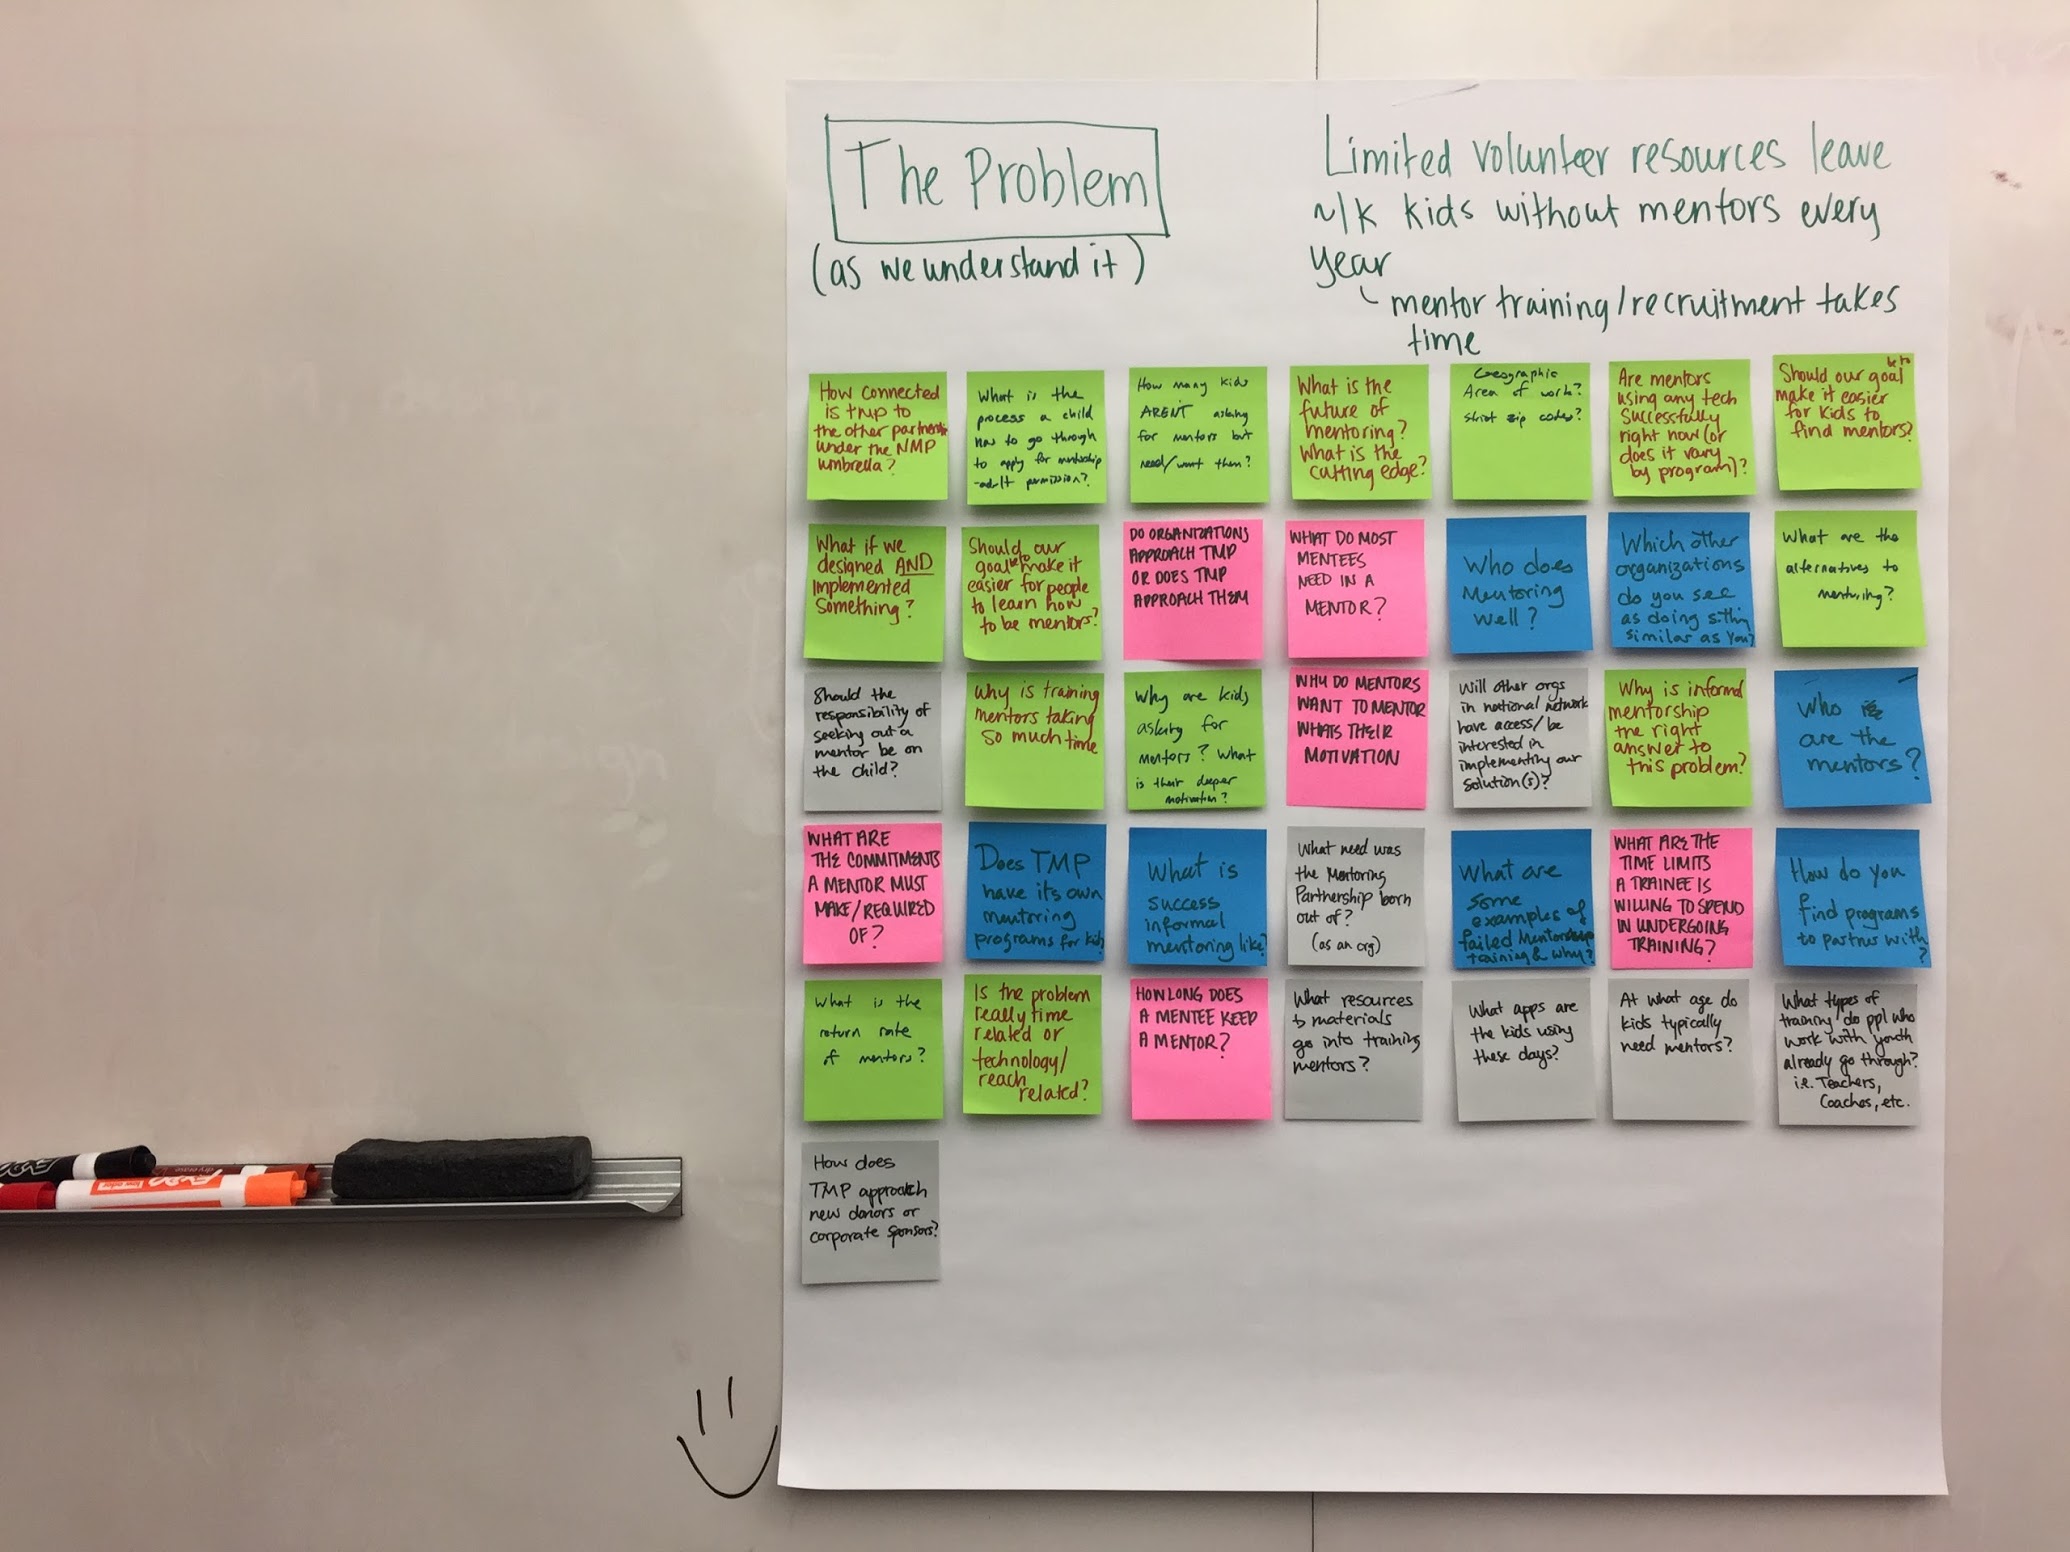 The Problem
(as we understand it)
Limited volunteer resources leave
~1k kids without mentors every
year
mentor training/recruitment takes
time
How connected
is tmp to
the other partners
under the NMP
umbrella?
What is the
process a child
has to go through
to apply for mentorship
-adult permission?
How many kids
AREN'T asking
for mentors but
need/want them?
What is the
future of
mentoring?
What is the
cutting edge?
Geographic
Area of work?
strict zip codes?
Are mentors
using any tech
successfully
right now (or
does it vary
by program)?
Should our goal be to
make it easier
for kids to
find mentors?
What if we
designed AND
implemented
something?
Should our
goal be to make it
easier for people
to learn how
to be mentors?
DO ORGANIZATIONS
APPROACH TMP
OR DOES TMP
APPROACH THEM
WHAT DO MOST
MENTEES
NEED IN A
MENTOR?
Who does
Mentoring
well?
Which other
organizations
do you see
as doing s.thing
similar as you?
What are the
alternatives to
mentoring?
Should the
responsibility of
seeking out a
mentor be on
the child?
Why is training
mentors taking
so much time
Why are kids
asking for
mentors? What
is their deeper
motivation?
WHY DO MENTORS
WANT TO MENTOR
WHATS THEIR
MOTIVATION
Will other orgs
in national network
have access/be
interested in
implementing our
solution(s)?
Why is informal
mentorship
the right
answer to
this problem?
Who
are the
mentors?
WHAT ARE
THE COMMITMENTS
A MENTOR MUST
MAKE/REQUIRED
OF?
Does TMP
have its own
mentoring
programs for kids
What is
success
informal
mentoring like?
What need was
the Mentoring
Partnership born
out of?
(as an org)
What are
some
examples of
failed Mentorship
training & why?
WHAT ARE THE
TIME LIMITS
A TRAINEE IS
WILLING TO SPEND
IN UNDERGOING
TRAINING?
How do you
find programs
to partner with
?
What is the
return rate
of mentors?
Is the problem
really time
related or
technology/
reach
related?
HOW LONG DOES
A MENTEE KEEP
A MENTOR?
What resources
& materials
go into training
mentors?
What apps are
the kids using
these days?
At what age do
kids typically
need mentors?
What types of
training do ppl who
work with youth
already go through?
i.e. Teachers,
Coaches, etc.
How does
TMP approach
new donors or
corporate sponsors?
EXPO